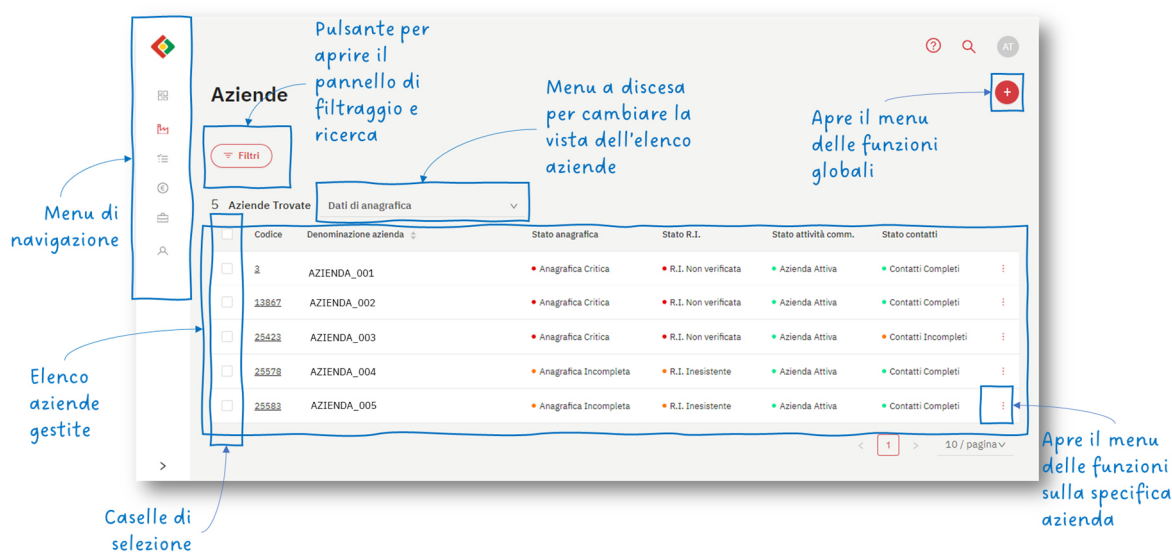 Pulsante per
aprire il
pannello di
filtraggio e
ricerca
Menu a discesa
per cambiare la
vista dell'elenco
aziende
AT
Apre il menu
delle funzioni
globali
+
Aziende
Filtri
5 Aziende Trovate Dati di anagrafica
Menu di
navigazione
Codice Denominazione azienda Stato anagrafica Stato R.I. Stato attività comm. Stato contatti
3 AZIENDA_001 Anagrafica Critica R.I. Non verificata Azienda Attiva Contatti Completi
13867 AZIENDA_002 Anagrafica Critica R.I. Non verificata Azienda Attiva Contatti Completi
25423 AZIENDA_003 Anagrafica Critica R.I. Non verificata Azienda Attiva Contatti Incompleti
25578 AZIENDA_004 Anagrafica Incompleta R.I. Inesistente Azienda Attiva Contatti Completi
25583 AZIENDA_005 Anagrafica Incompleta R.I. Inesistente Azienda Attiva Contatti Completi
Elenco
aziende
gestite
< 1 > 10 / pagina
Apre il menu
delle funzioni
sulla specifica
azienda
Caselle di
selezione